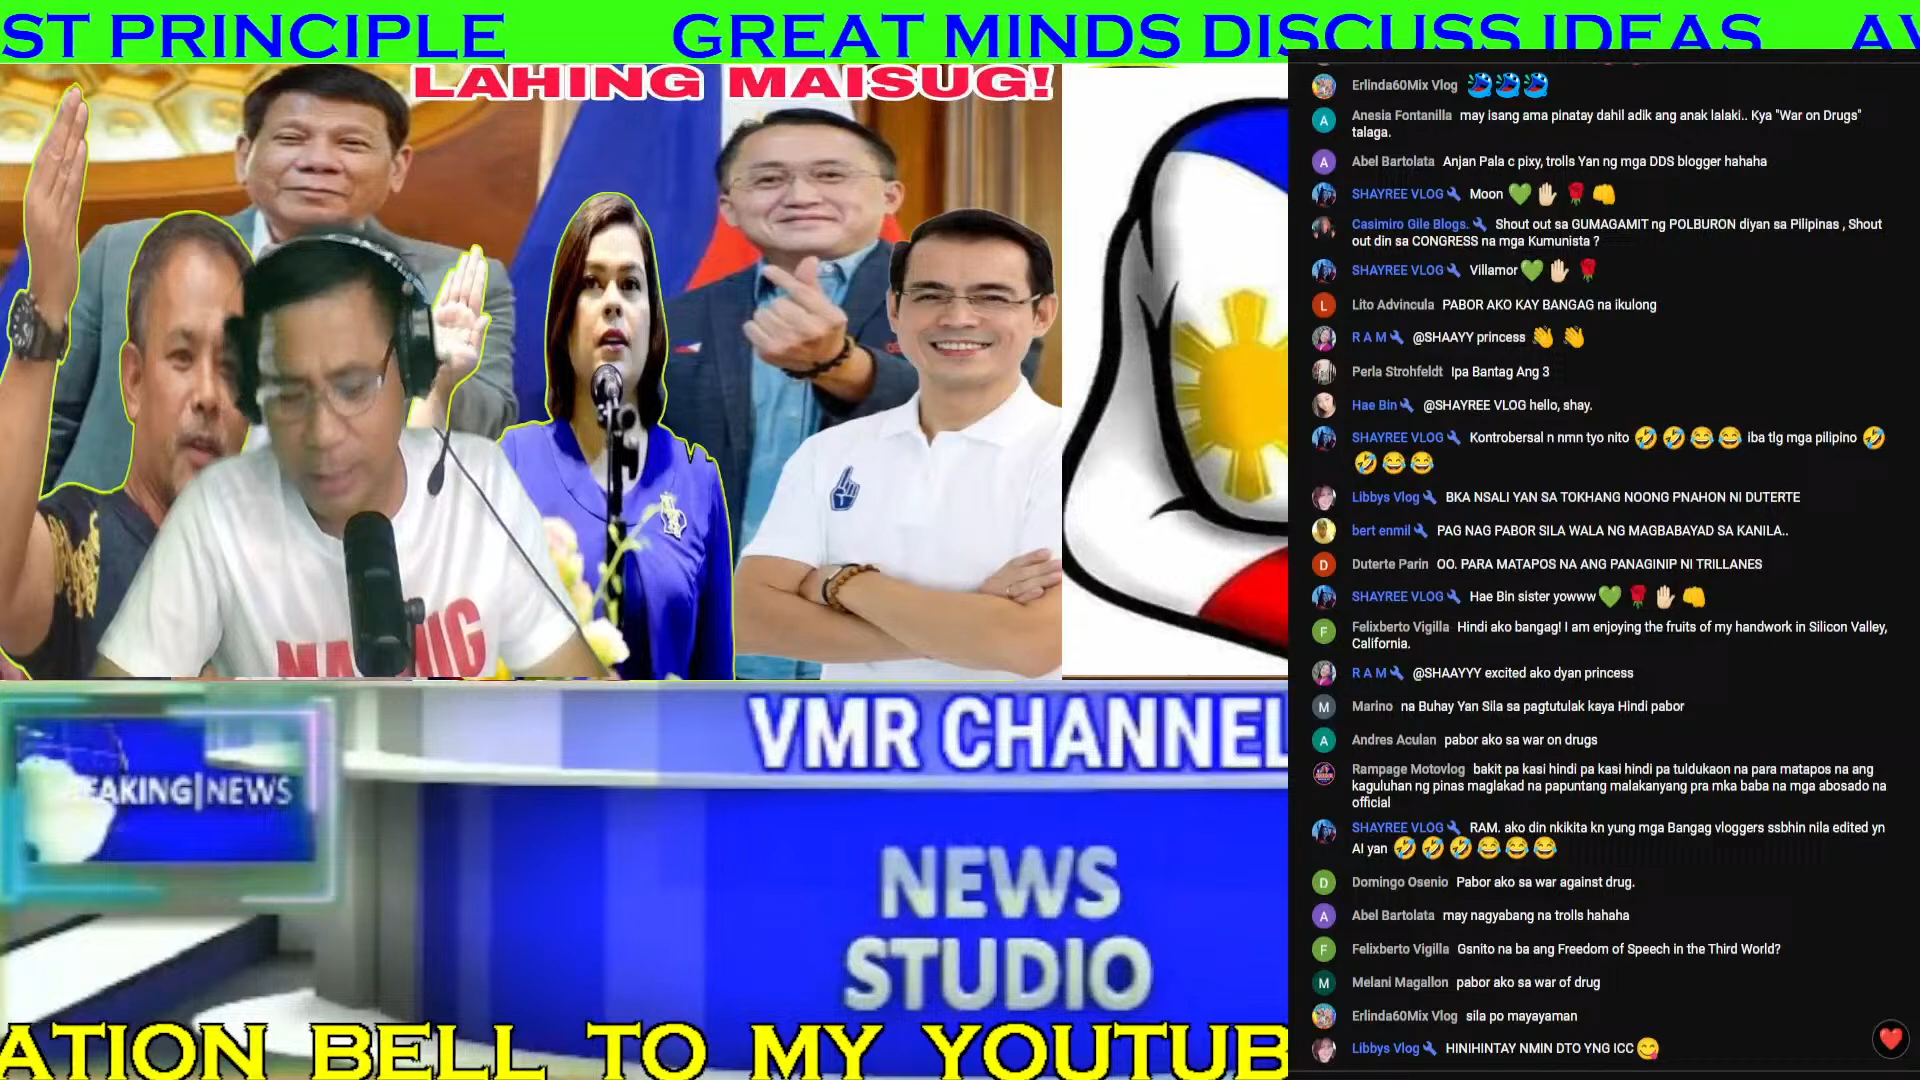 ST PRINCIPLE GREAT MINDS DISCUSS IDEAS AV
LAHING MAISUG!
VMR CHANNEL
EAKING|NEWS
NEWS
STUDIO
ATION BELL TO MY YOUTUB
Erlinda60Mix Vlog
Anesia Fontanilla may isang ama pinatay dahil adik ang anak lalaki.. Kya "War on Drugs"
talaga.
Abel Bartolata Anjan Pala c pixy, trolls Yan ng mga DDS blogger hahaha
SHAYREE VLOG Moon 💚✋🏻🌹👊
Casimiro Gile Blogs. Shout out sa GUMAGAMIT ng POLBURON diyan sa Pilipinas , Shout
out din sa CONGRESS na mga Kumunista ?
SHAYREE VLOG Villamor 💚✋🏻🌹
Lito Advincula PABOR AKO KAY BANGAG na ikulong
R A M @SHAAYY princess 👋👋
Perla Strohfeldt Ipa Bantag Ang 3
Hae Bin @SHAYREE VLOG hello, shay.
SHAYREE VLOG Kontrobersal n nmn tyo nito 🤣🤣😂😂 iba tlg mga pilipino 🤣
🤣😂😂
Libbys Vlog BKA NSALI YAN SA TOKHANG NOONG PNAHON NI DUTERTE
bert enmil PAG NAG PABOR SILA WALA NG MAGBABAYAD SA KANILA..
Duterte Parin OO. PARA MATAPOS NA ANG PANAGINIP NI TRILLANES
SHAYREE VLOG Hae Bin sister yowww 💚🌹✋🏻👊
Felixberto Vigilla Hindi ako bangag! I am enjoying the fruits of my handwork in Silicon Valley,
California.
R A M @SHAAYYY excited ako dyan princess
Marino na Buhay Yan Sila sa pagtutulak kaya Hindi pabor
Andres Aculan pabor ako sa war on drugs
Rampage Motovlog bakit pa kasi hindi pa kasi hindi pa tuldukaon na para matapos na ang
kaguluhan ng pinas maglakad na papuntang malakanyang pra mka baba na mga abosado na
official
SHAYREE VLOG RAM. ako din nkikita kn yung mga Bangag vloggers ssbhin nila edited yn
AI yan 🤣🤣🤣😂😂😂
Domingo Osenio Pabor ako sa war against drug.
Abel Bartolata may nagyabang na trolls hahaha
Felixberto Vigilla Gsnito na ba ang Freedom of Speech in the Third World?
Melani Magallon pabor ako sa war of drug
Erlinda60Mix Vlog sila po mayayaman
Libbys Vlog HINIHINTAY NMIN DTO YNG ICC 😋